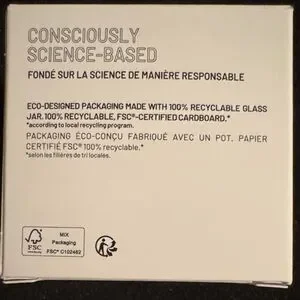 CONSCIOUSLY
SCIENCE-BASED
FONDÉ SUR LA SCIENCE DE MANIÈRE RESPONSABLE
ECO-DESIGNED PACKAGING MADE WITH 100% RECYCLABLE GLASS
JAR. 100% RECYCLABLE, FSC®-CERTIFIED CARDBOARD.*
*according to local recycling program.
PACKAGING ÉCO-CONÇU FABRIQUÉ AVEC UN POT. PAPIER
CERTIFIÉ FSC® 100% recyclable.*
*selon les filières de tri locales.
FSC
MIX
Packaging
FSC® C102482